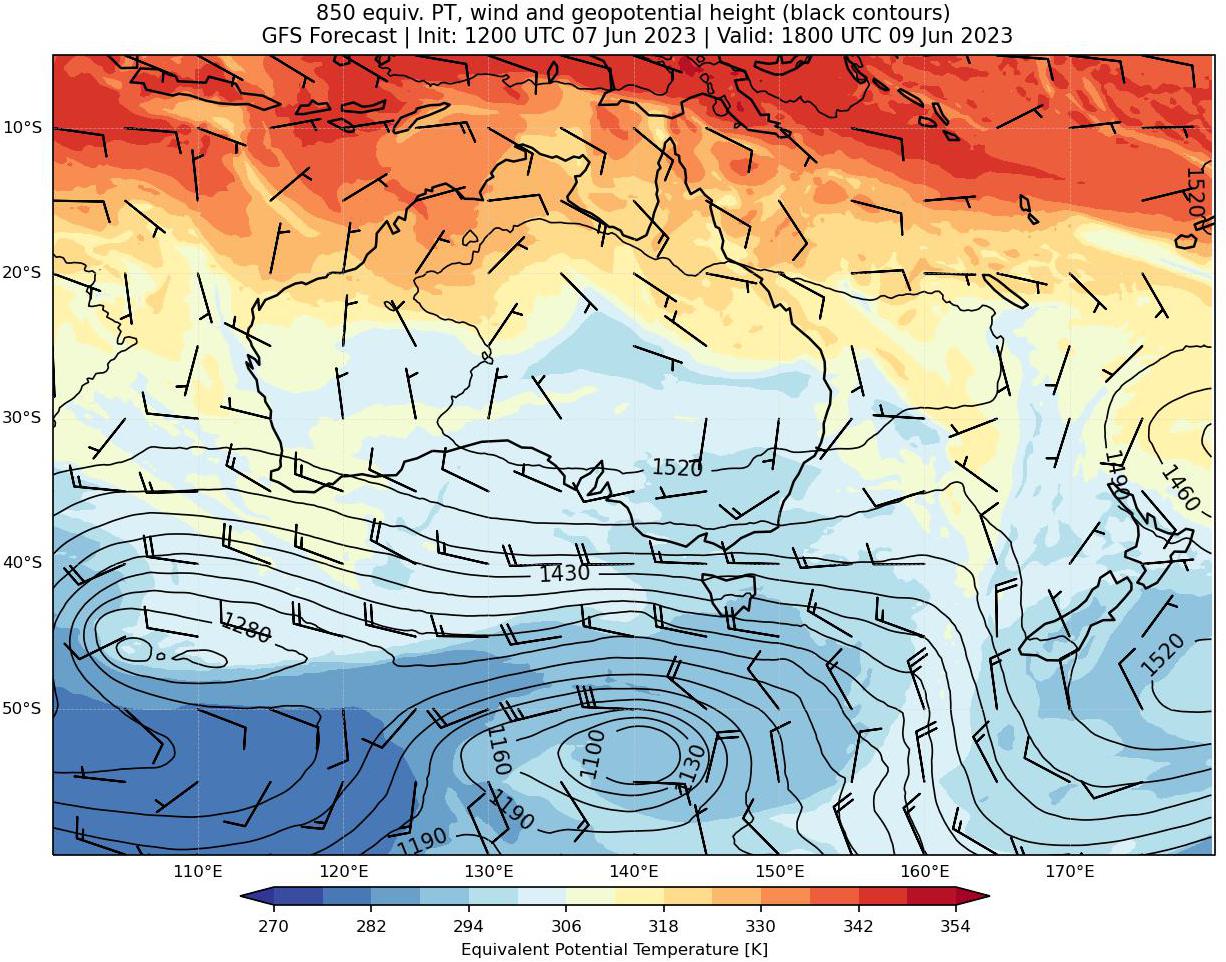 850 equiv. PT, wind and geopotential height (black contours)
GFS Forecast | Init: 1200 UTC 07 Jun 2023 | Valid: 1800 UTC 09 Jun 2023
10°S
1520
20°S
30°S
1520
1490
1460
40°S
1430
1280
1520
50°S
1160
1100
1130
1190
1190
110°E 120°E 130°E 140°E 150°E 160°E 170°E
270 282 294 306 318 330 342 354
Equivalent Potential Temperature [K]